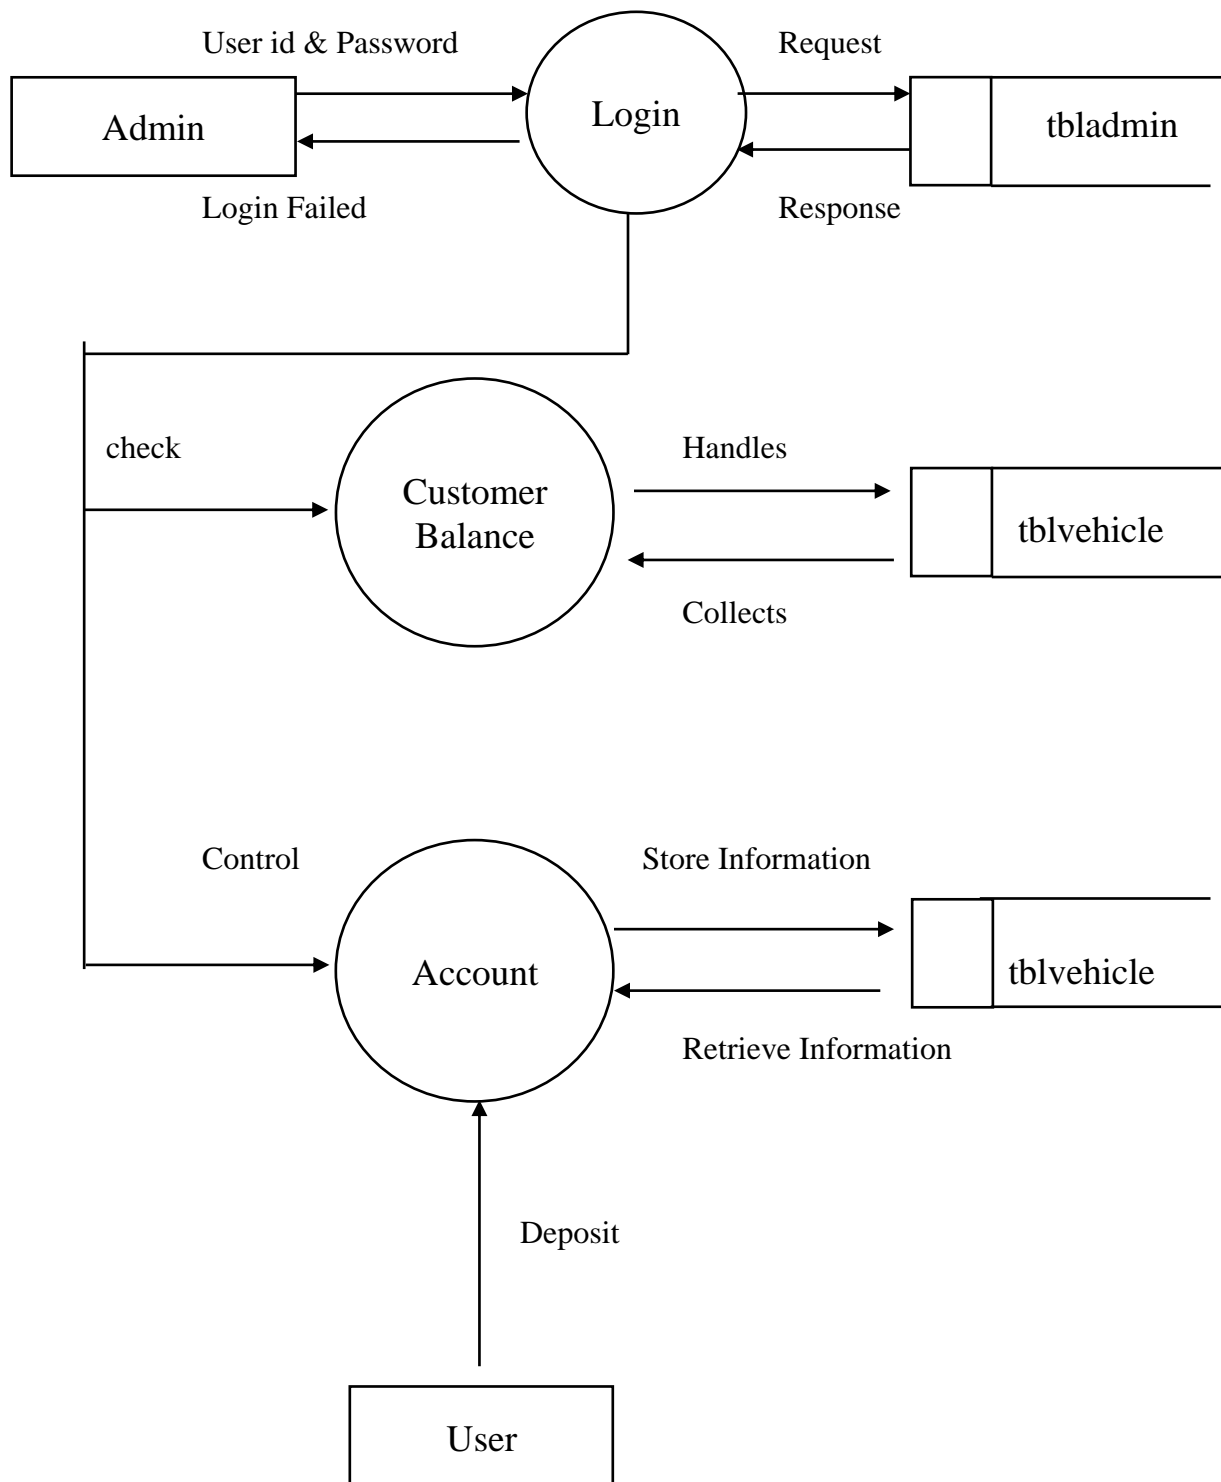 User id & Password
Request
Admin
Login
tbladmin
Login Failed
Response
check
Handles
Customer
Balance
tblvehicle
Collects
Control
Store Information
Account
tblvehicle
Retrieve Information
Deposit
User